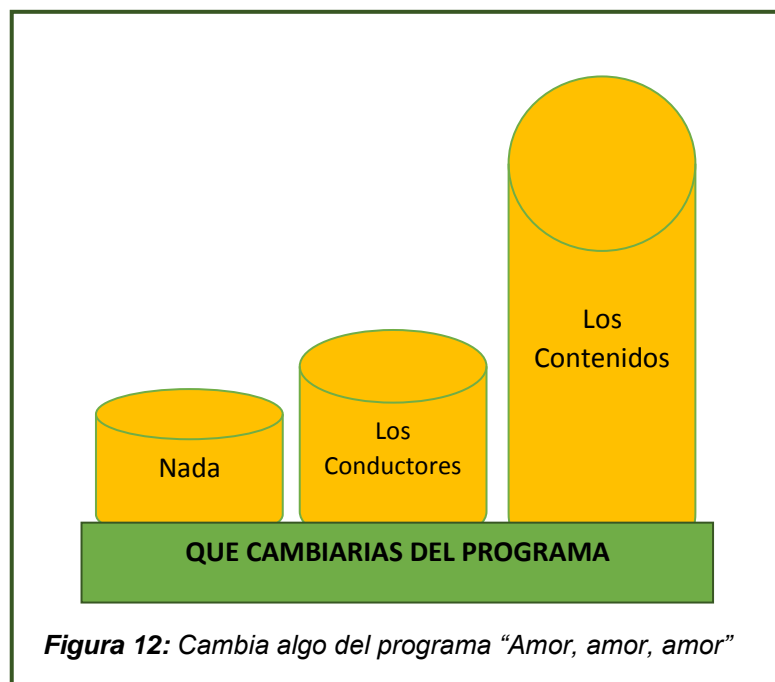 Los
Contenidos
Los
Conductores
Nada
QUE CAMBIARIAS DEL PROGRAMA
Figura 12: Cambia algo del programa “Amor, amor, amor”